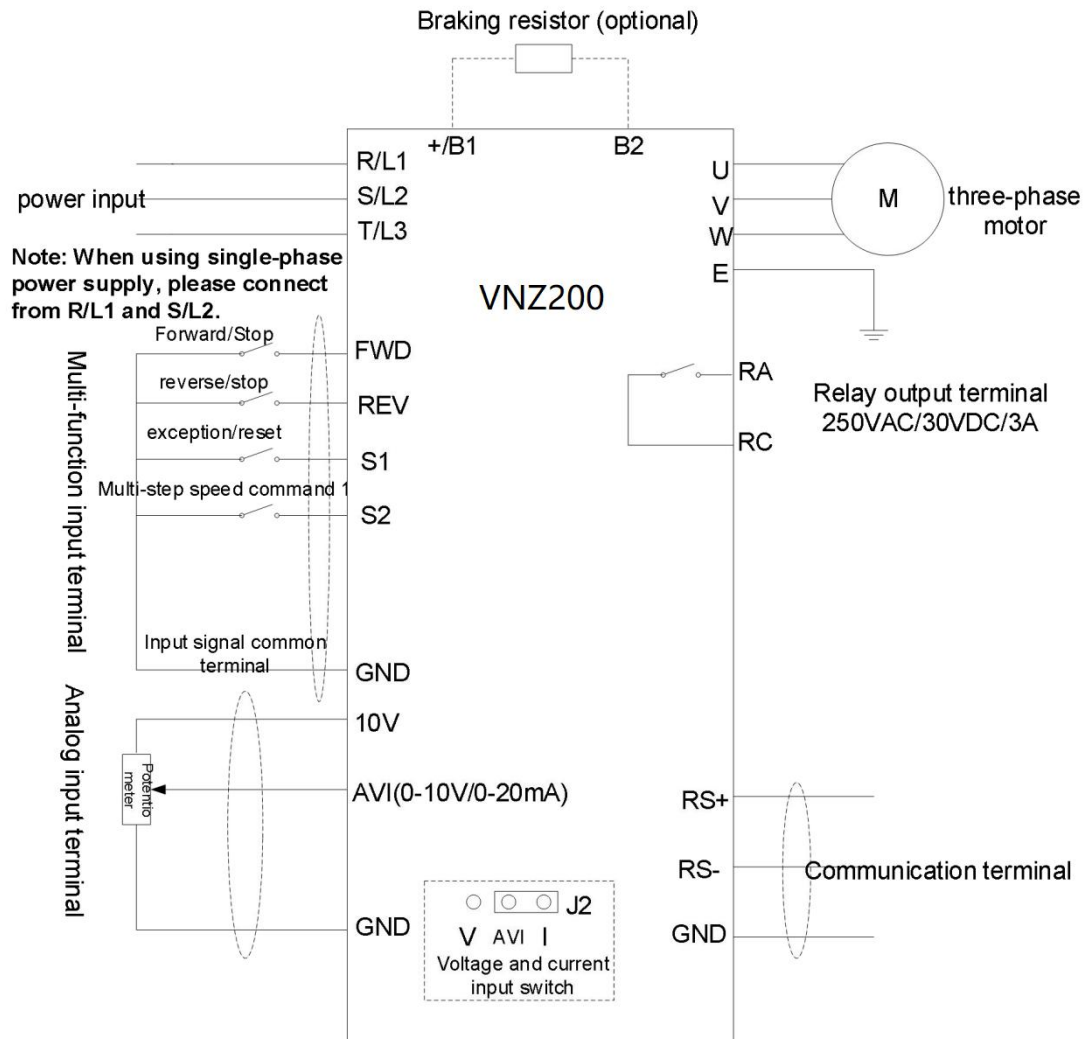 Braking resistor (optional)
+/B1
B2
R/L1
S/L2
T/L3
power input
Note: When using single-phase
power supply, please connect
from R/L1 and S/L2.
U
V
W
E
M
three-phase
motor
VNZ200
Multi-function input terminal
Forward/Stop
FWD
reverse/stop
REV
exception/reset
S1
Multi-step speed command 1
S2
Input signal common
terminal
GND
RA
RC
Relay output terminal
250VAC/30VDC/3A
Analog input terminal
10V
Potentio
meter
AVI(0-10V/0-20mA)
GND
J2
V AVI I
Voltage and current
input switch
RS+
RS-
GND
Communication terminal